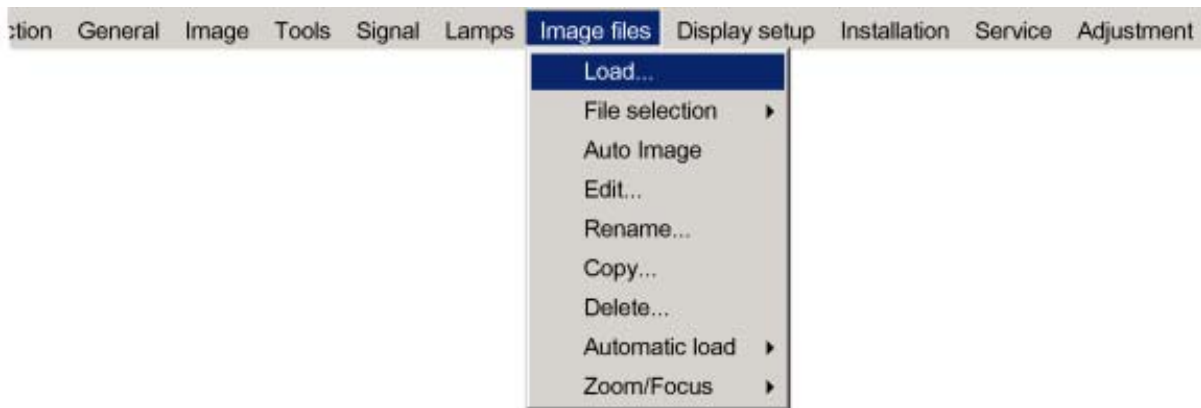 ction General Image Tools Signal Lamps Image files Display setup Installation Service Adjustment
Load...
File selection
Auto Image
Edit...
Rename...
Copy...
Delete...
Automatic load
Zoom/Focus